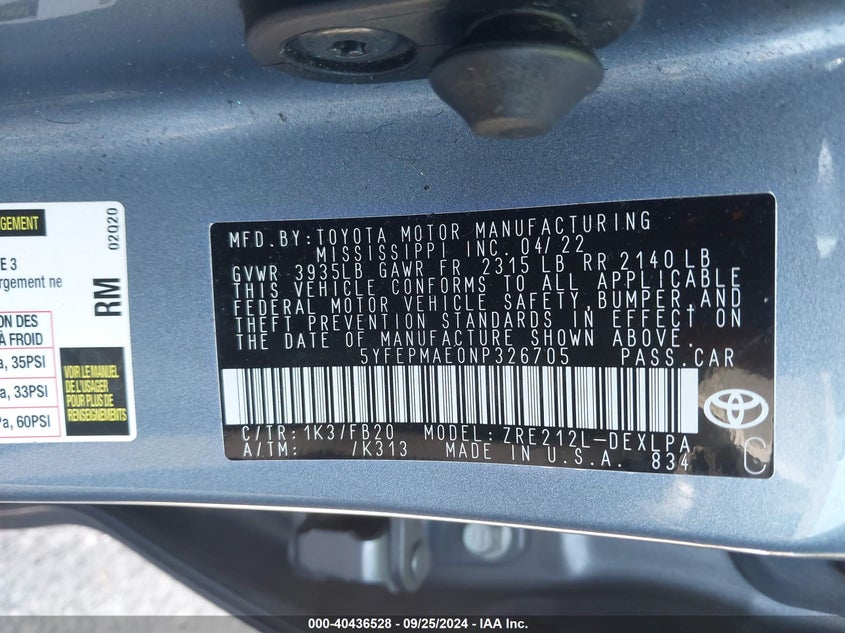 GEMENT
02020
E 3
rgement ne
RM
ON DES
À FROID
a, 35PSI
a, 33PSI
Pa, 60PSI
VOIR LE MANUEL
DE L'USAGER
POUR PLUS DE
RENSEIGNEMENTS
MFD. BY: TOYOTA MOTOR MANUFACTURING
MISSISSIPPI INC. 04/22
GVWR 3935LB GAWR FR 2315 LB RR 2140 LB
THIS VEHICLE CONFORMS TO ALL APPLICABLE
FEDERAL MOTOR VEHICLE SAFETY, BUMPER, AND
THEFT PREVENTION STANDARDS IN EFFECT ON
THE DATE OF MANUFACTURE SHOWN ABOVE.
5YFEPMAE0NP326705 PASS.CAR
C/TR: 1K3/FB20 MODEL: ZRE212L-DEXLPA
A/TM: /K313 MADE IN U.S.A. 834
C
000-40436528 - 09/25/2024 - IAA Inc.